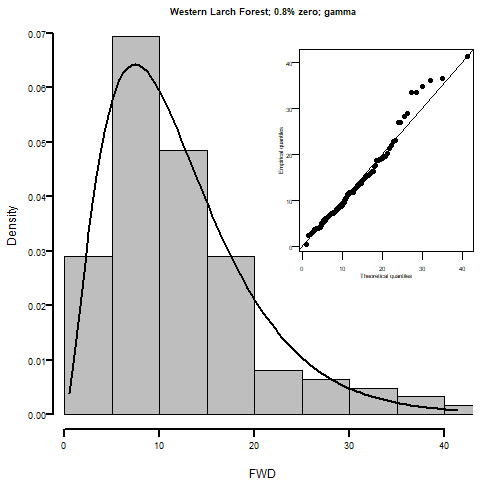 Western Larch Forest; 0.8% zero; gamma
0.07
0.06
0.05
0.04
0.03
0.02
0.01
0.00
Density
0 10 20 30 40
FWD
40
30
20
10
0
Empirical quantiles
0 10 20 30 40
Theoretical quantiles